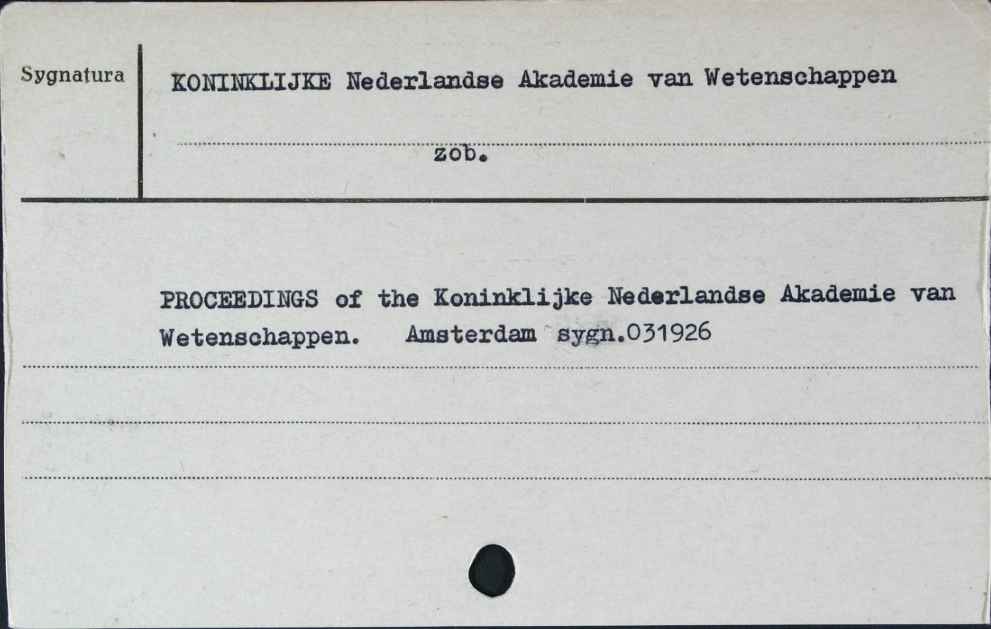 Sygnatura
KONINKLIJKE Nederlandse Akademie van Wetenschappen
zob.
PROCEEDINGS of the Koninklijke Nederlandse Akademie van
Wetenschappen. Amsterdam sygn.031926